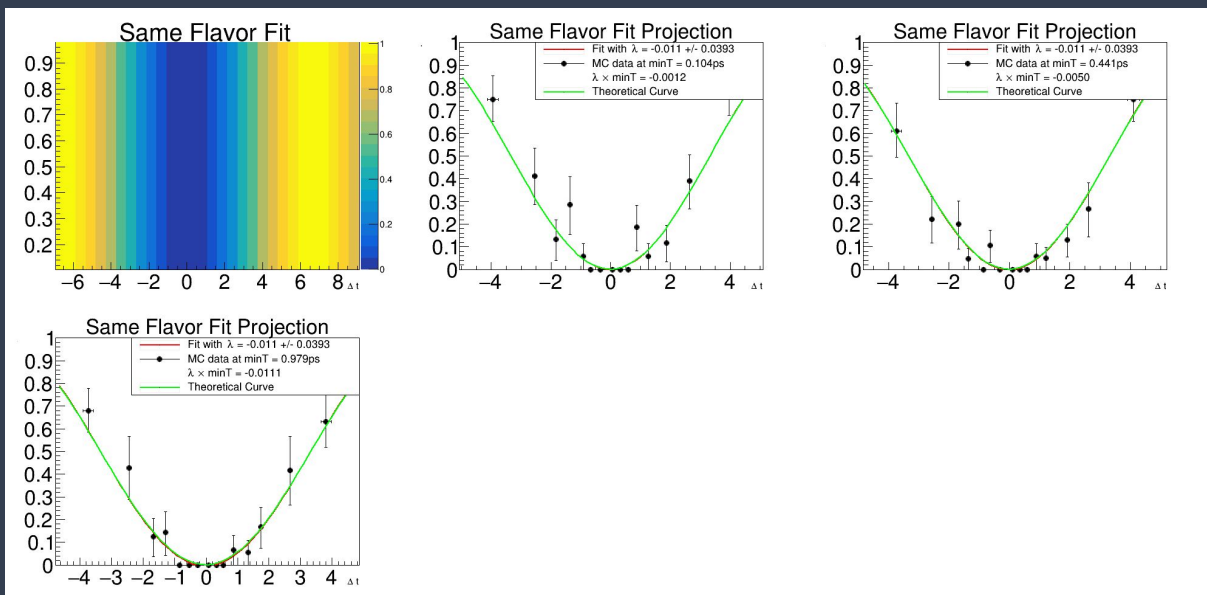 Same Flavor Fit
0.9
0.8
0.7
0.6
0.5
0.4
0.3
0.2
1
0.8
0.6
0.4
0.2
0
−6 −4 −2 0 2 4 6 8 Δ t
Same Flavor Fit Projection
Fit with λ = -0.011 +/- 0.0393
MC data at minT = 0.104ps
λ × minT = -0.0012
Theoretical Curve
1
0.9
0.8
0.7
0.6
0.5
0.4
0.3
0.2
0.1
0
−4 −2 0 2 4 Δ t
Same Flavor Fit Projection
Fit with λ = -0.011 +/- 0.0393
MC data at minT = 0.441ps
λ × minT = -0.0050
Theoretical Curve
1
0.9
0.8
0.7
0.6
0.5
0.4
0.3
0.2
0.1
0
−4 −2 0 2 4 Δ t
Same Flavor Fit Projection
Fit with λ = -0.011 +/- 0.0393
MC data at minT = 0.979ps
λ × minT = -0.0111
Theoretical Curve
1
0.9
0.8
0.7
0.6
0.5
0.4
0.3
0.2
0.1
0
−4 −3 −2 −1 0 1 2 3 4 Δ t